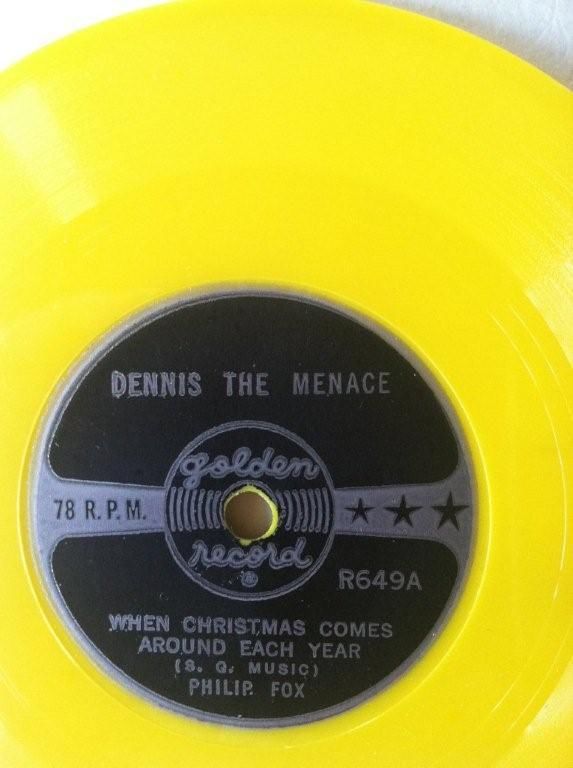 DENNIS THE MENACE
golden
78 R.P.M.
record
R649A
WHEN CHRISTMAS COMES
AROUND EACH YEAR
(S. G. MUSIC)
PHILIP FOX